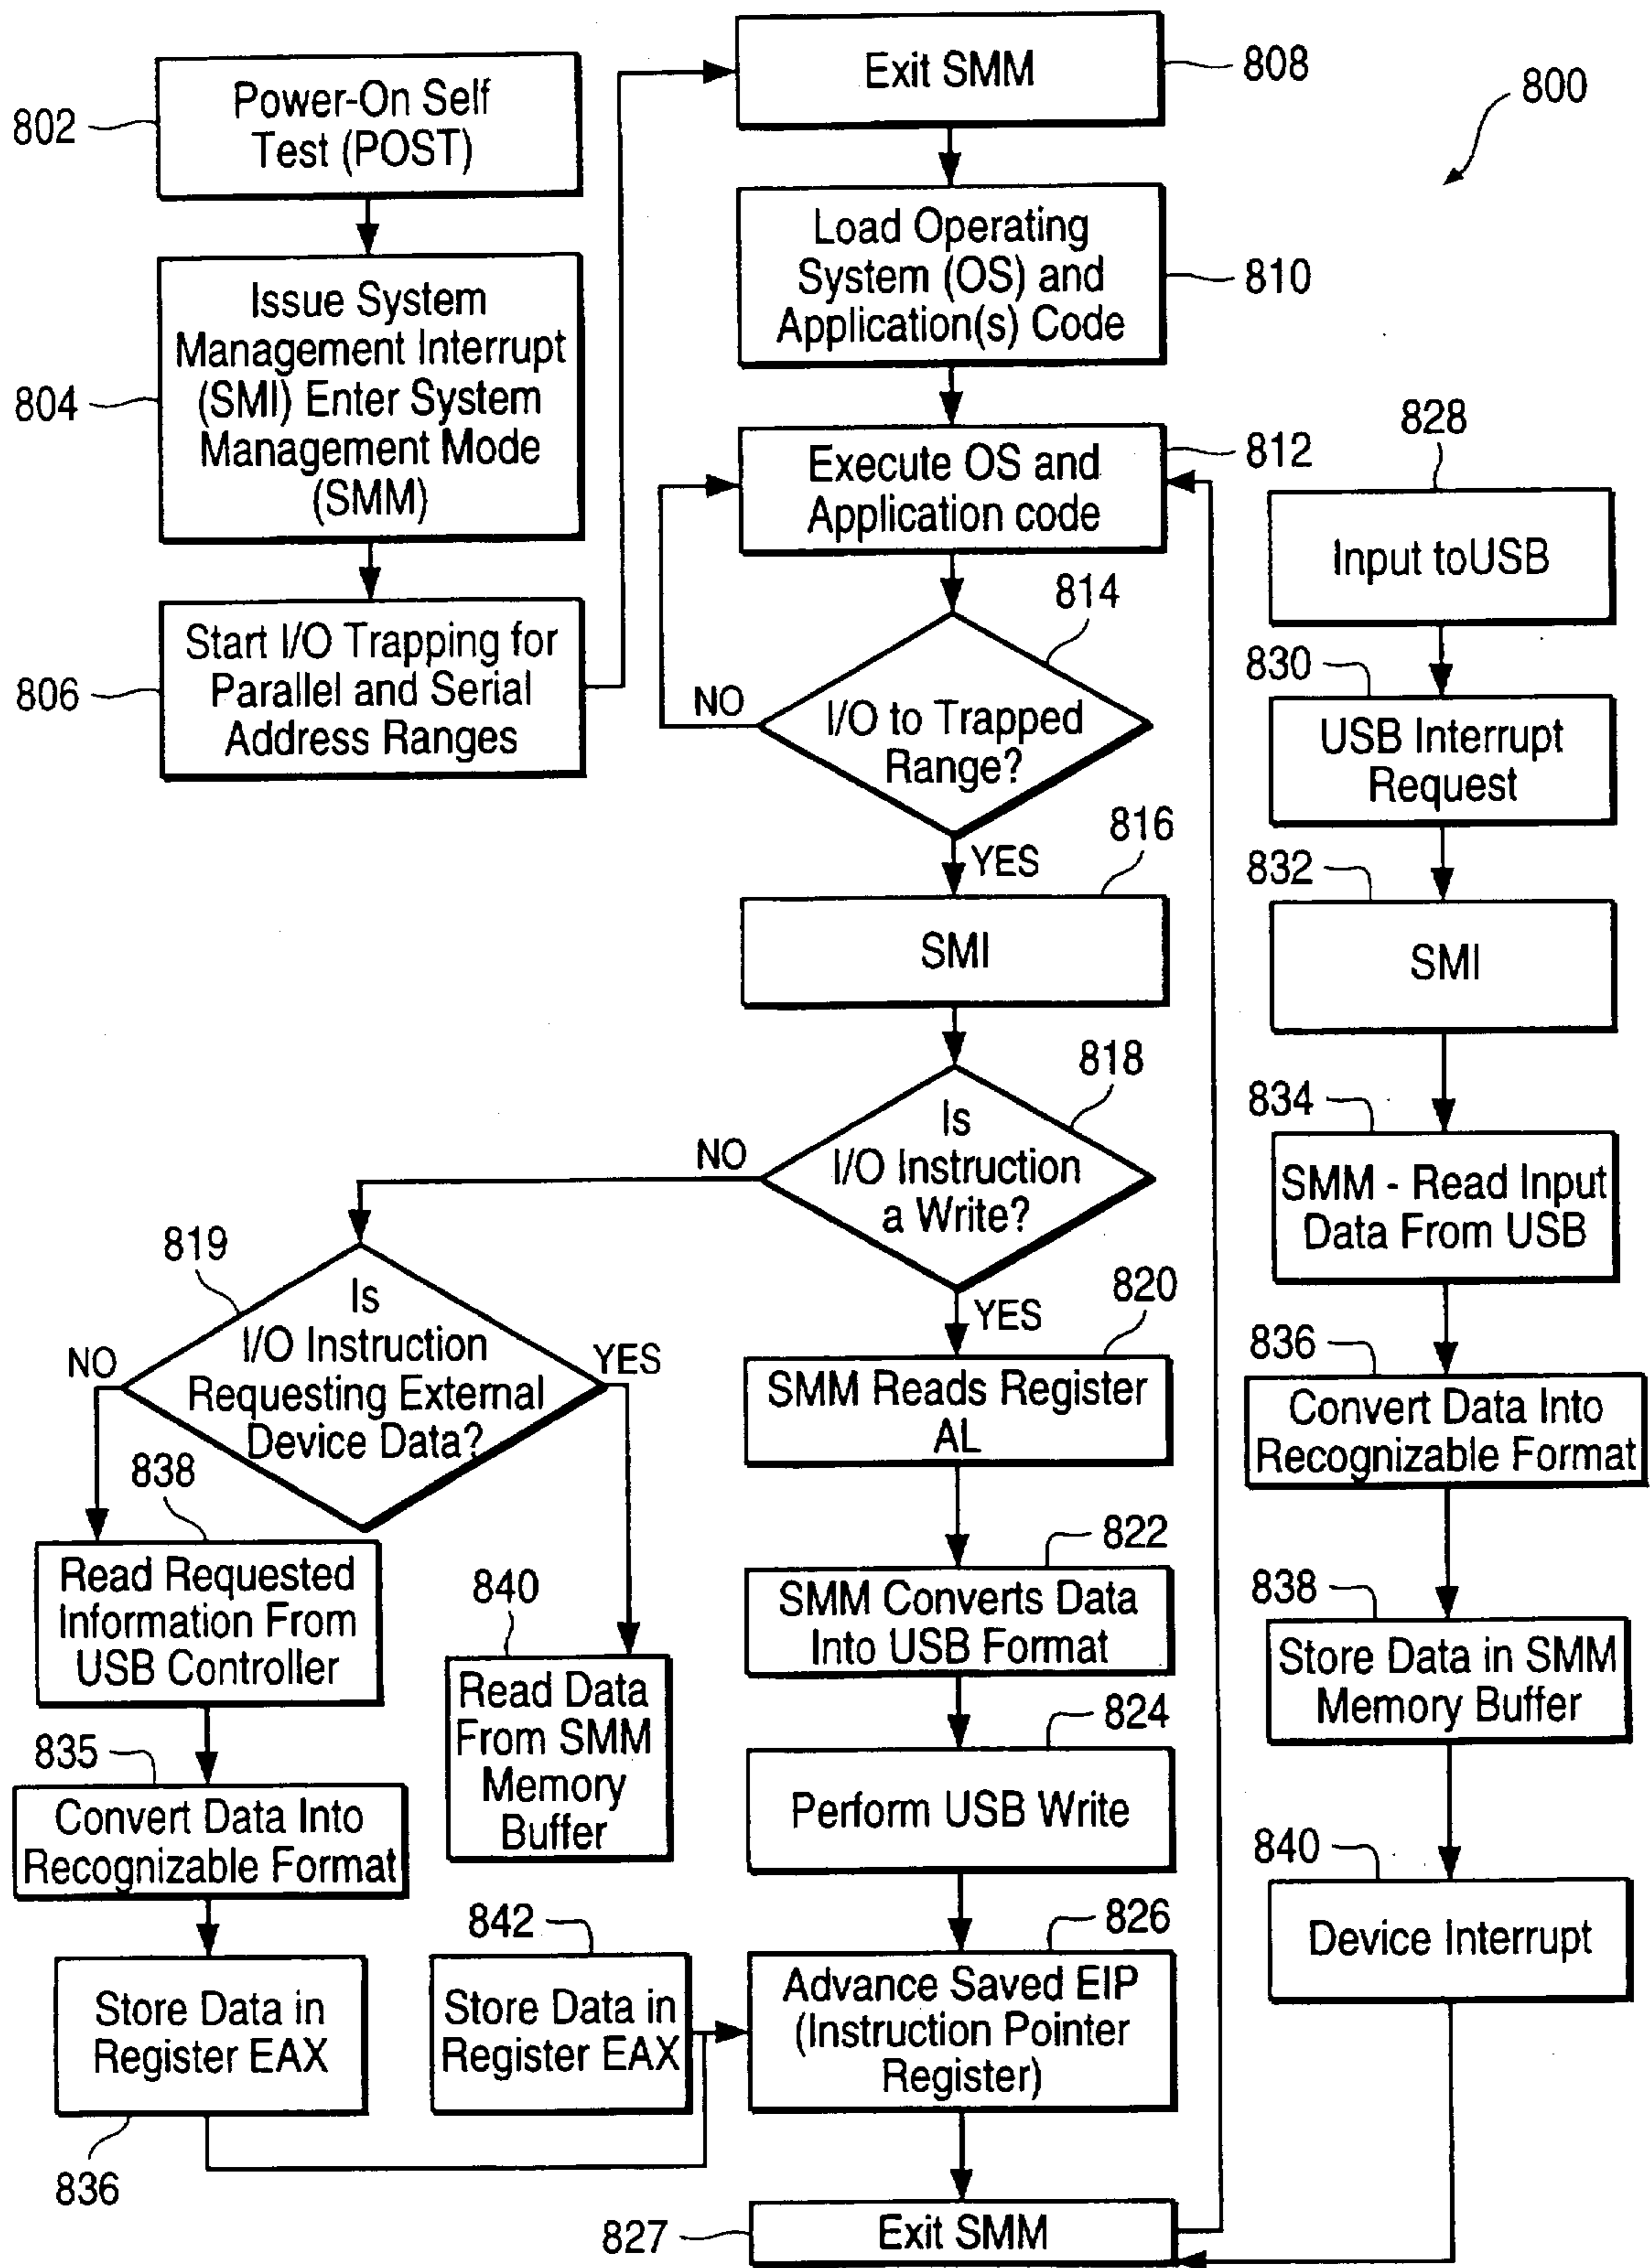 802
Power-On Self
Test (POST)
804
Issue System
Management Interrupt
(SMI) Enter System
Management Mode
(SMM)
806
Start I/O Trapping for
Parallel and Serial
Address Ranges
Exit SMM
808
800
Load Operating
System (OS) and
Application(s) Code
810
Execute OS and
Application code
812
814
NO
I/O to Trapped
Range?
YES
816
SMI
818
Is
I/O Instruction
a Write?
NO
YES
819
Is
I/O Instruction
Requesting External
Device Data?
NO
YES
838
Read Requested
Information From
USB Controller
835
Convert Data Into
Recognizable Format
Store Data in
Register EAX
836
840
Read Data
From SMM
Memory
Buffer
842
Store Data in
Register EAX
820
SMM Reads Register
AL
822
SMM Converts Data
Into USB Format
824
Perform USB Write
826
Advance Saved EIP
(Instruction Pointer
Register)
827
Exit SMM
828
Input toUSB
830
USB Interrupt
Request
832
SMI
834
SMM - Read Input
Data From USB
836
Convert Data Into
Recognizable Format
838
Store Data in SMM
Memory Buffer
840
Device Interrupt